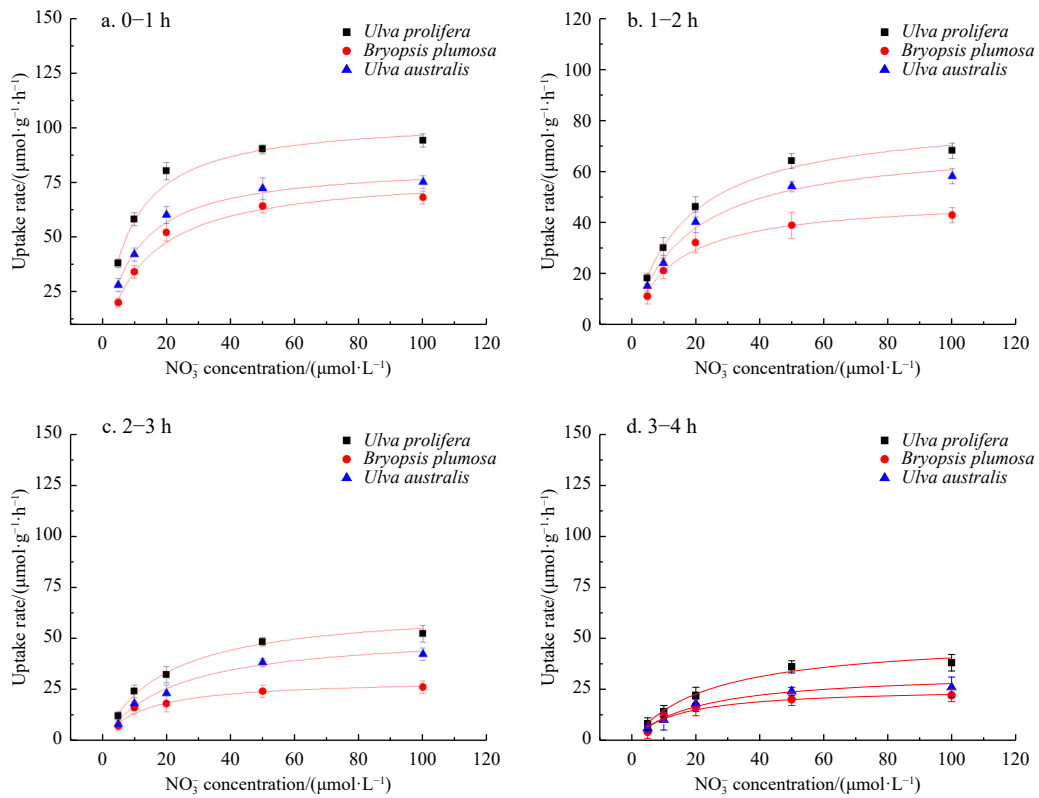 a. 0−1 h
Ulva prolifera
Bryopsis plumosa
Ulva australis
150
125
100
75
50
25
Uptake rate/(μmol·g⁻¹·h⁻¹)
0 20 40 60 80 100 120
NO₃⁻ concentration/(μmol·L⁻¹)
b. 1−2 h
Ulva prolifera
Bryopsis plumosa
Ulva australis
120
100
80
60
40
20
0
Uptake rate/(μmol·g⁻¹·h⁻¹)
0 20 40 60 80 100 120
NO₃⁻ concentration/(μmol·L⁻¹)
c. 2−3 h
Ulva prolifera
Bryopsis plumosa
Ulva australis
150
125
100
75
50
25
0
Uptake rate/(μmol·g⁻¹·h⁻¹)
0 20 40 60 80 100 120
NO₃⁻ concentration/(μmol·L⁻¹)
d. 3−4 h
Ulva prolifera
Bryopsis plumosa
Ulva australis
150
125
100
75
50
25
0
Uptake rate/(μmol·g⁻¹·h⁻¹)
0 20 40 60 80 100 120
NO₃⁻ concentration/(μmol·L⁻¹)